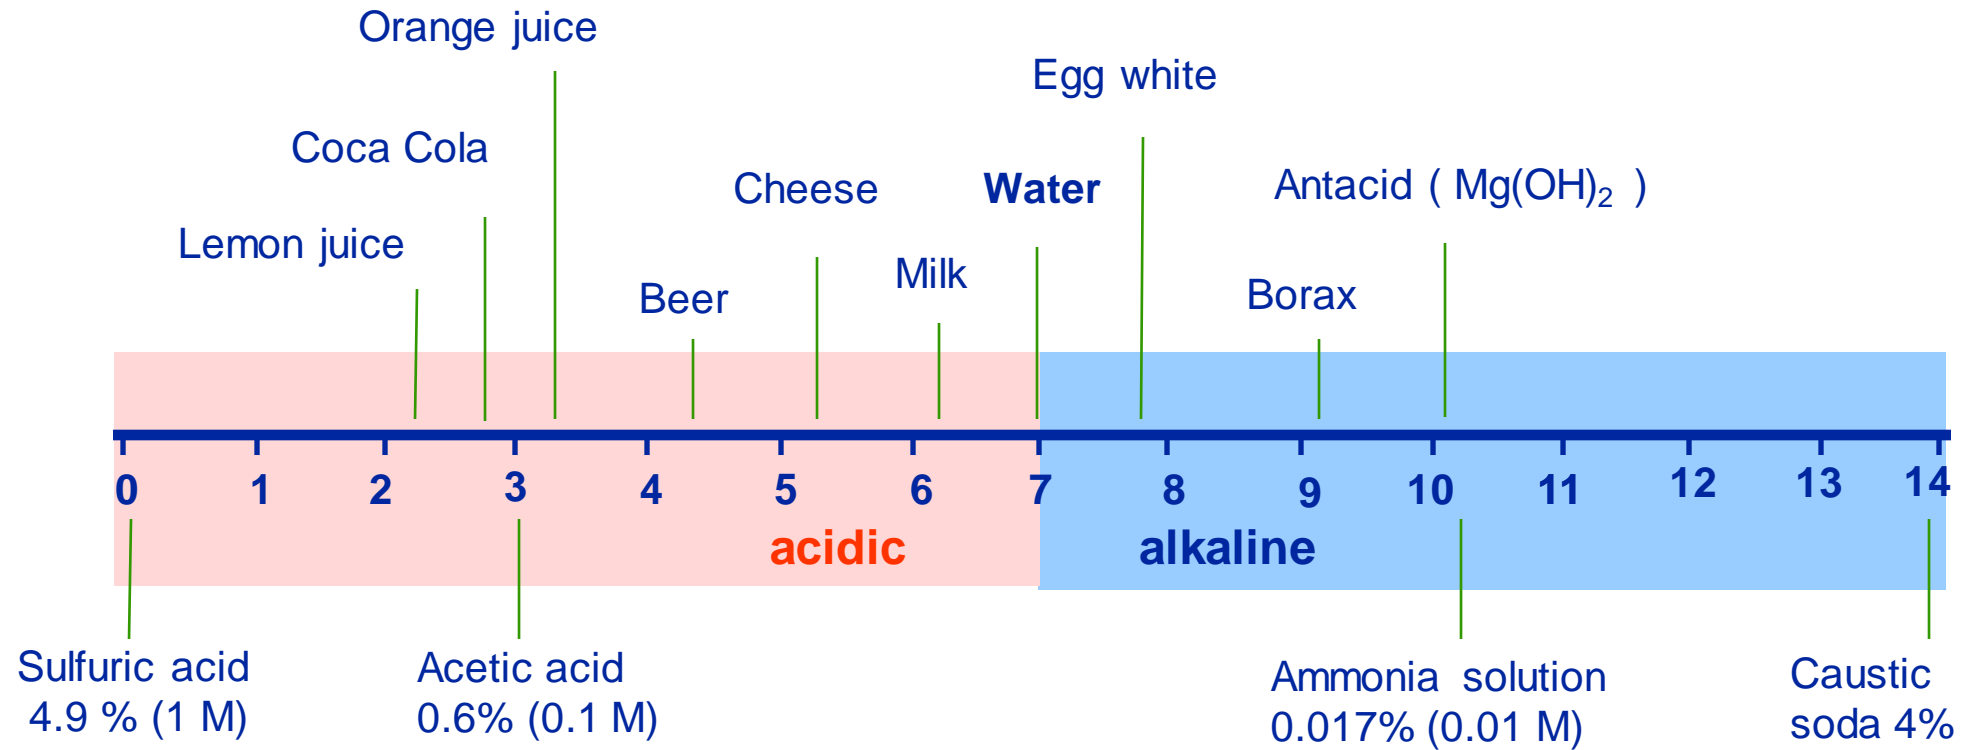 Orange juice
Egg white
Coca Cola
Cheese
Water
Antacid ( Mg(OH)₂ )
Lemon juice
Milk
Beer
Borax
0 1 2 3 4 5 6 7 8 9 10 11 12 13 14
acidic
alkaline
Sulfuric acid
4.9 % (1 M)
Acetic acid
0.6% (0.1 M)
Ammonia solution
0.017% (0.01 M)
Caustic
soda 4%